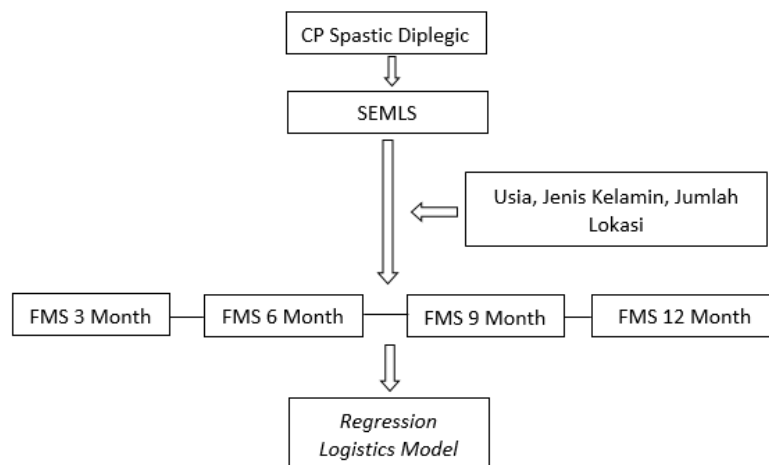 CP Spastic Diplegic
SEMLS
Usia, Jenis Kelamin, Jumlah
Lokasi
FMS 3 Month
FMS 6 Month
FMS 9 Month
FMS 12 Month
Regression
Logistics Model